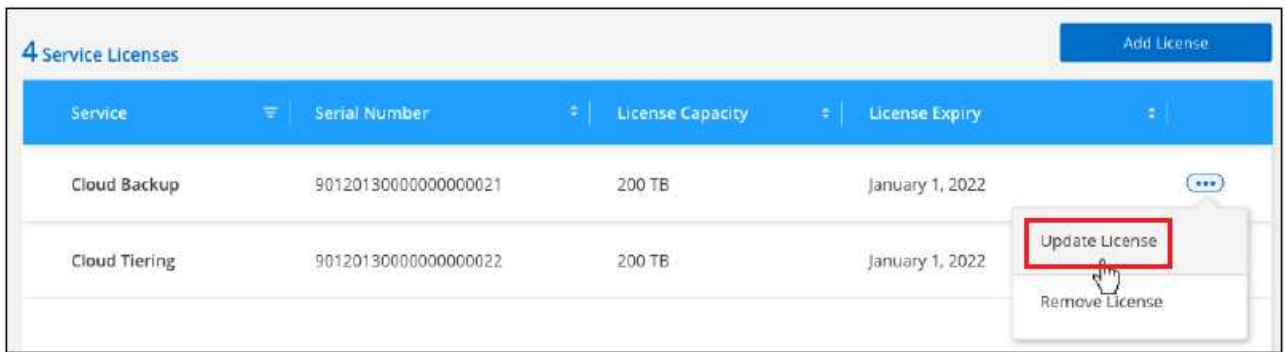 4 Service Licenses
Add License
Service Serial Number License Capacity License Expiry
Cloud Backup 90120130000000000021 200 TB January 1, 2022
Update License
Cloud Tiering 90120130000000000022 200 TB January 1, 2022
Remove License